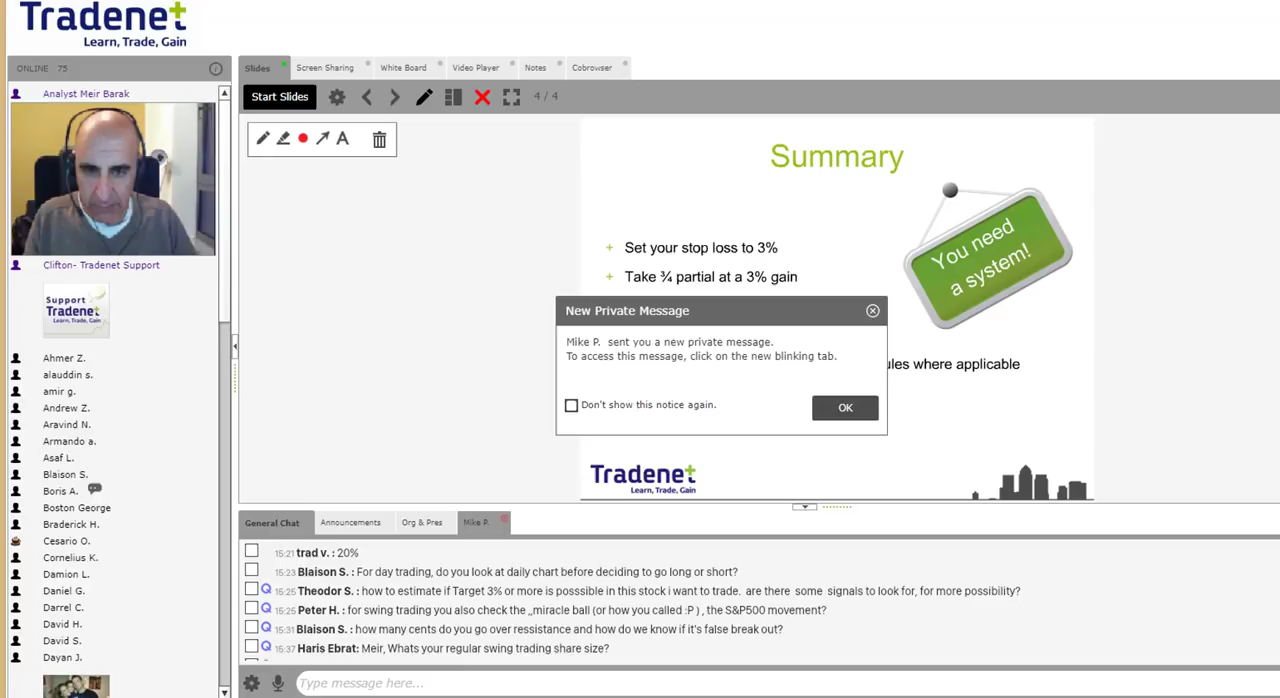 Tradenet
Learn, Trade, Gain
ONLINE 75
Analyst Meir Barak
Clifton- Tradenet Support
Support
Tradenet
Learn, Trade, Gain
Ahmer Z.
alauddin s.
amir g.
Andrew Z.
Aravind N.
Armando a.
Asaf L.
Blaison S.
Boris A.
Boston George
Braderick H.
Cesario O.
Cornelius K.
Damion L.
Daniel G.
Darrel C.
David H.
David S.
Dayan J.
Slides Screen Sharing White Board Video Player Notes Cobrowser
Start Slides 4 / 4
A
Summary
You need
a system!
+ Set your stop loss to 3%
+ Take ¾ partial at a 3% gain
ules where applicable
New Private Message
Mike P. sent you a new private message.
To access this message, click on the new blinking tab.
Don't show this notice again.
OK
Tradenet
Learn, Trade, Gain
General Chat Announcements Org & Pres Mike P.
15:21 trad v. : 20%
15:23 Blaison S. : For day trading, do you look at daily chart before deciding to go long or short?
Q 15:25 Theodor S. : how to estimate if Target 3% or more is posssible in this stock i want to trade. are there some signals to look for, for more possibility?
Q 15:26 Peter H. : for swing trading you also check the ,,miracle ball (or how you called :P ) , the S&P500 movement?
Q 15:31 Blaison S. : how many cents do you go over ressistance and how do we know if it's false break out?
Q 15:37 Haris Ebrat: Meir, Whats your regular swing trading share size?
Type message here...